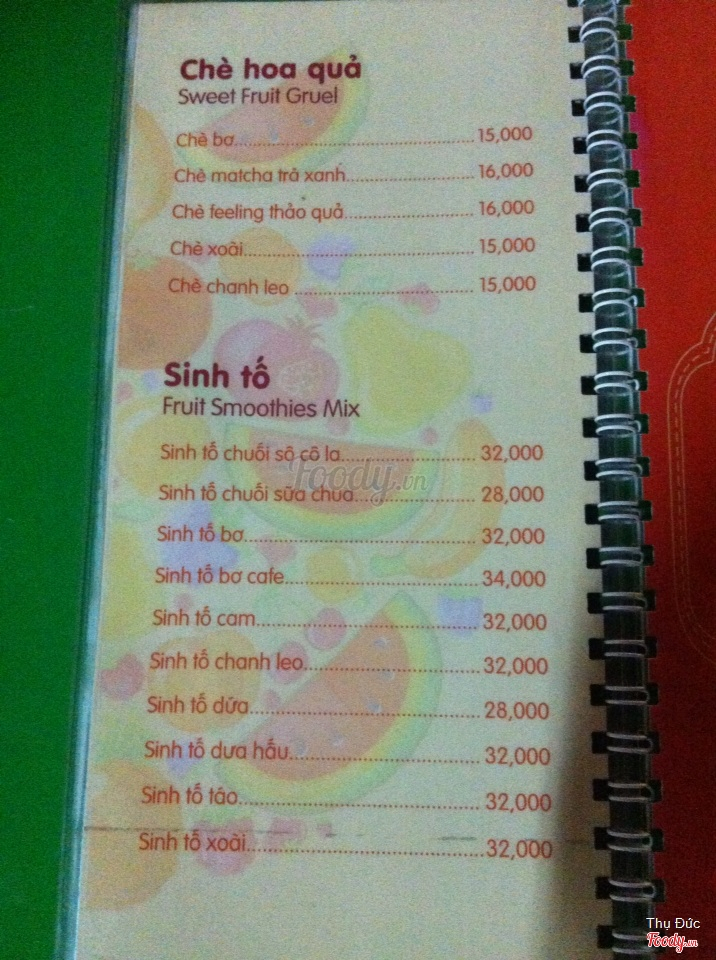 Chè hoa quả
Sweet Fruit Gruel
Chè bơ.....15,000
Chè matcha trà xanh.....16,000
Chè feeling thảo quả.....16,000
Chè xoài.....15,000
Chè chanh leo.....15,000
Sinh tố
Fruit Smoothies Mix
Sinh tố chuối sô cô la.....32,000
Foody.vn
Sinh tố chuối sữa chua.....28,000
Sinh tố bơ.....32,000
Sinh tố bơ cafe.....34,000
Sinh tố cam.....32,000
Sinh tố chanh leo.....32,000
Sinh tố dứa.....28,000
Sinh tố dưa hấu.....32,000
Sinh tố táo.....32,000
Sinh tố xoài.....32,000
Thụ Đức
Foody.vn